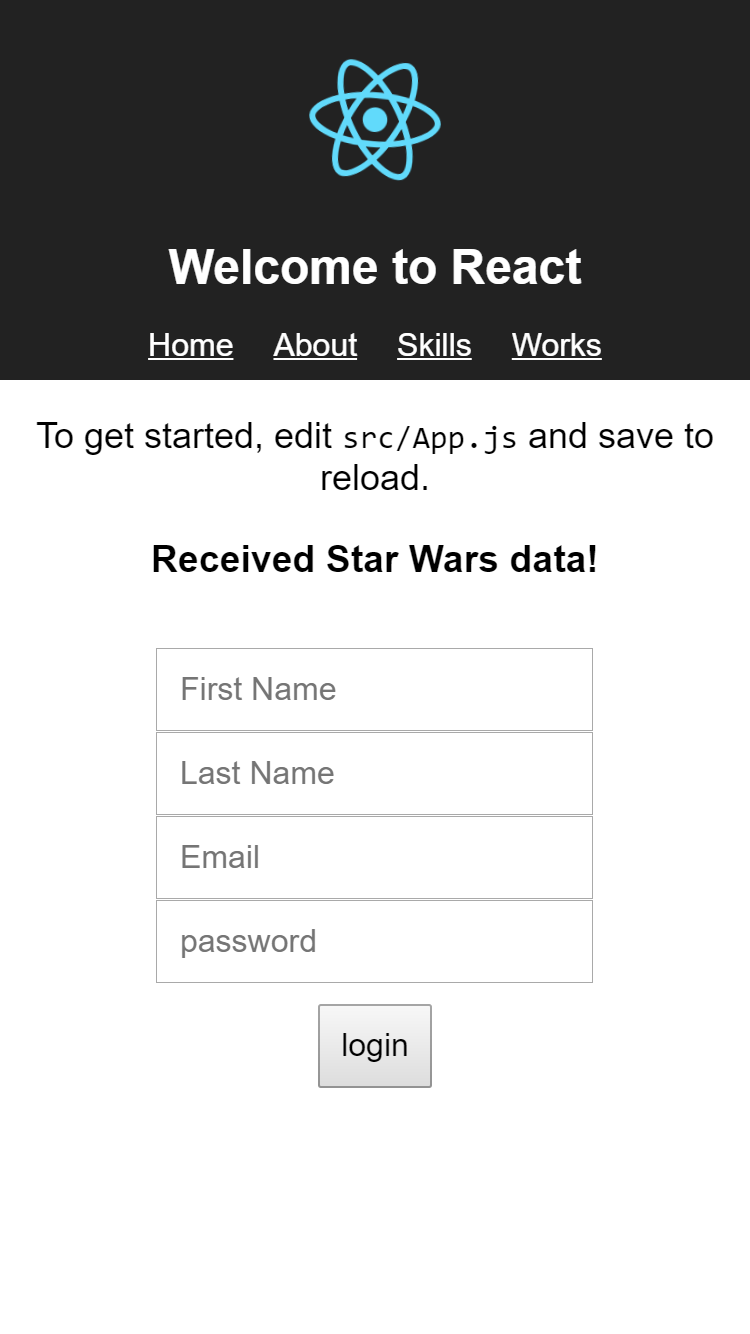 Welcome to React
Home About Skills Works
To get started, edit src/App.js and save to
reload.
Received Star Wars data!
First Name
Last Name
Email
password
login